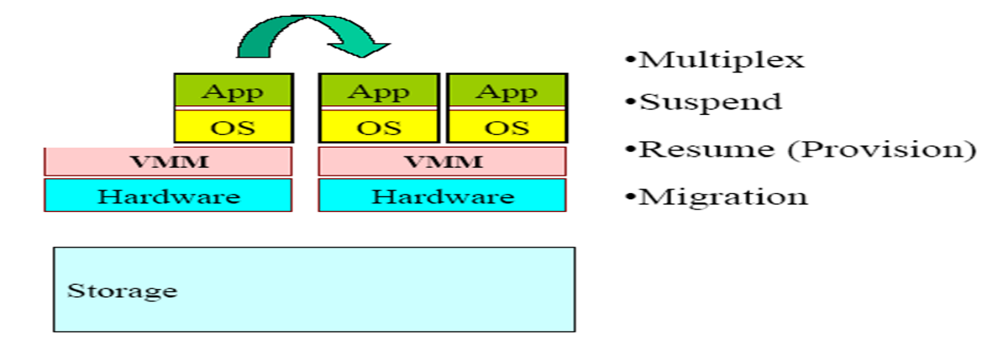 App App App
OS OS OS
VMM VMM
Hardware Hardware
Storage
•Multiplex
•Suspend
•Resume (Provision)
•Migration